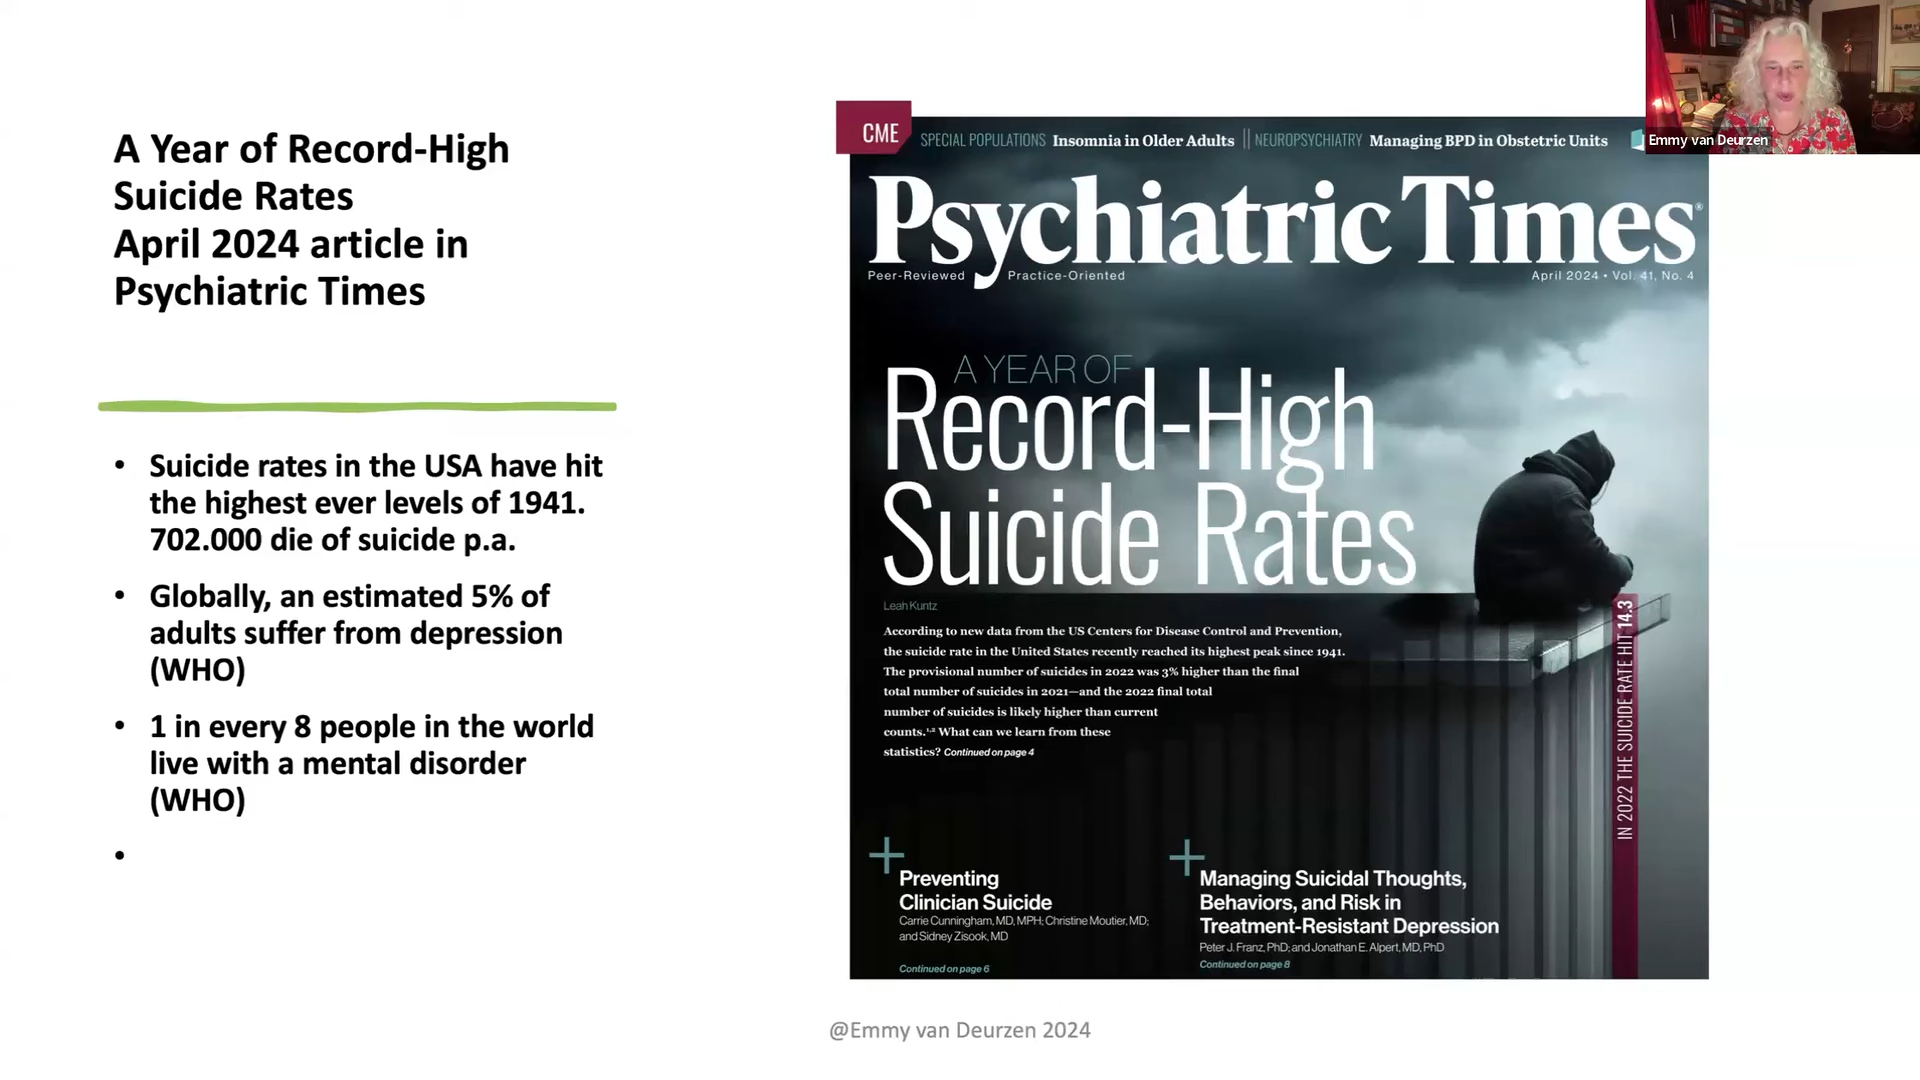 A Year of Record-High
Suicide Rates
April 2024 article in
Psychiatric Times
• Suicide rates in the USA have hit
the highest ever levels of 1941.
702.000 die of suicide p.a.
• Globally, an estimated 5% of
adults suffer from depression
(WHO)
• 1 in every 8 people in the world
live with a mental disorder
(WHO)
•
CME
SPECIAL POPULATIONS Insomnia in Older Adults || NEUROPSYCHIATRY Managing BPD in Obstetric Units
Psychiatric Times®
Peer-Reviewed Practice-Oriented April 2024 • Vol. 41, No. 4
A YEAR OF
Record-High
Suicide Rates
Leah Kuntz
According to new data from the US Centers for Disease Control and Prevention,
the suicide rate in the United States recently reached its highest peak since 1941.
The provisional number of suicides in 2022 was 3% higher than the final
total number of suicides in 2021—and the 2022 final total
number of suicides is likely higher than current
counts.¹,² What can we learn from these
statistics? Continued on page 4
IN 2022 THE SUICIDE RATE HIT 14.3
Preventing
Clinician Suicide
Carrie Cunningham, MD, MPH; Christine Moutier, MD;
and Sidney Zisook, MD
Continued on page 6
Managing Suicidal Thoughts,
Behaviors, and Risk in
Treatment-Resistant Depression
Peter J. Franz, PhD; and Jonathan E. Alpert, MD, PhD
Continued on page 8
Emmy van Deurzen
@Emmy van Deurzen 2024